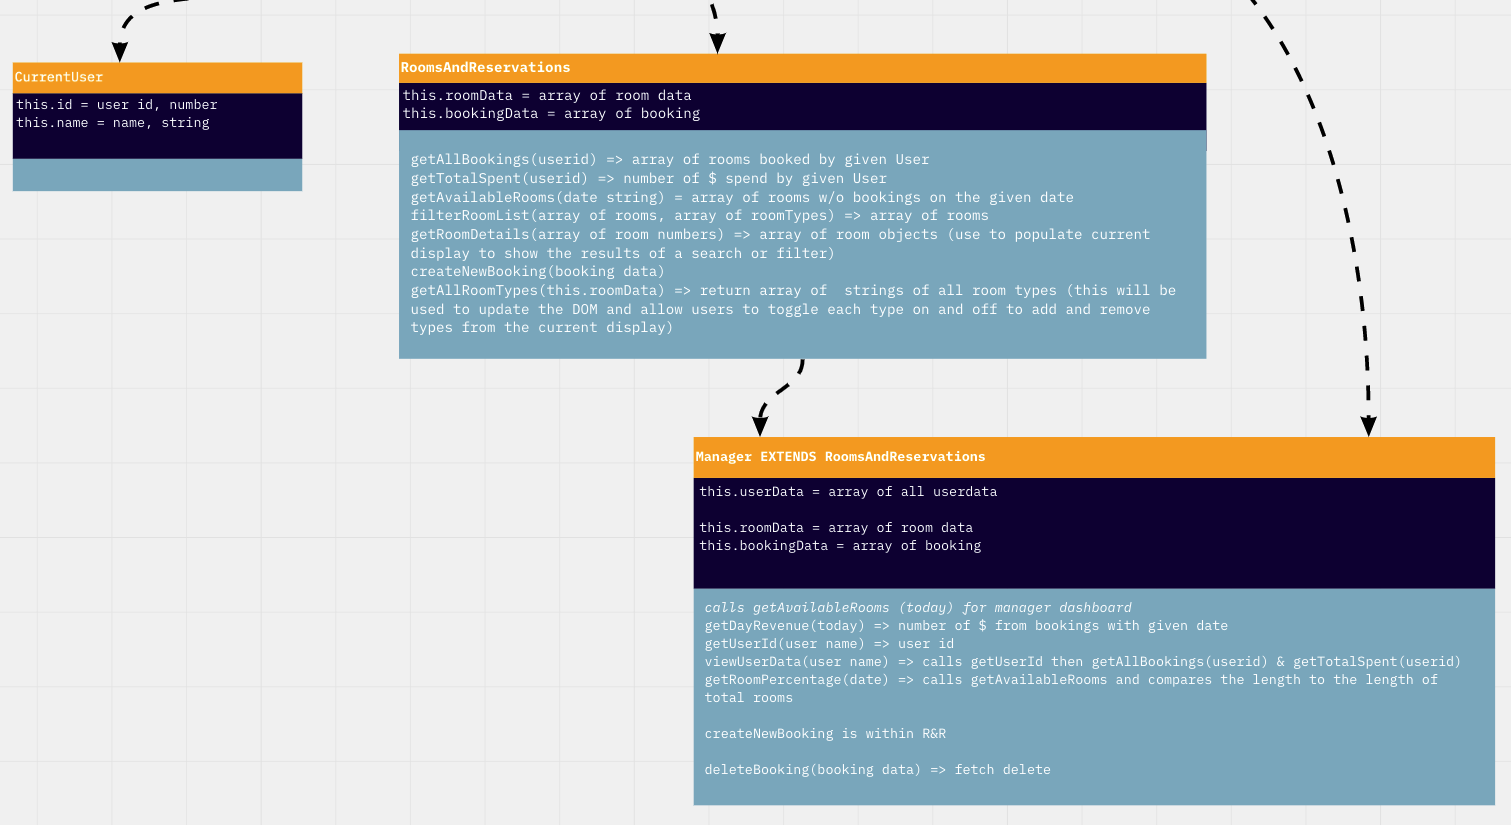 CurrentUser
this.id = user id, number
this.name = name, string
RoomsAndReservations
this.roomData = array of room data
this.bookingData = array of booking
getAllBookings(userid) => array of rooms booked by given User
getTotalSpent(userid) => number of $ spend by given User
getAvailableRooms(date string) = array of rooms w/o bookings on the given date
filterRoomList(array of rooms, array of roomTypes) => array of rooms
getRoomDetails(array of room numbers) => array of room objects (use to populate current
display to show the results of a search or filter)
createNewBooking(booking data)
getAllRoomTypes(this.roomData) => return array of  strings of all room types (this will be
used to update the DOM and allow users to toggle each type on and off to add and remove
types from the current display)
Manager EXTENDS RoomsAndReservations
this.userData = array of all userdata
this.roomData = array of room data
this.bookingData = array of booking
calls getAvailableRooms (today) for manager dashboard
getDayRevenue(today) => number of $ from bookings with given date
getUserId(user name) => user id
viewUserData(user name) => calls getUserId then getAllBookings(userid) & getTotalSpent(userid)
getRoomPercentage(date) => calls getAvailableRooms and compares the length to the length of
total rooms
createNewBooking is within R&R
deleteBooking(booking data) => fetch delete